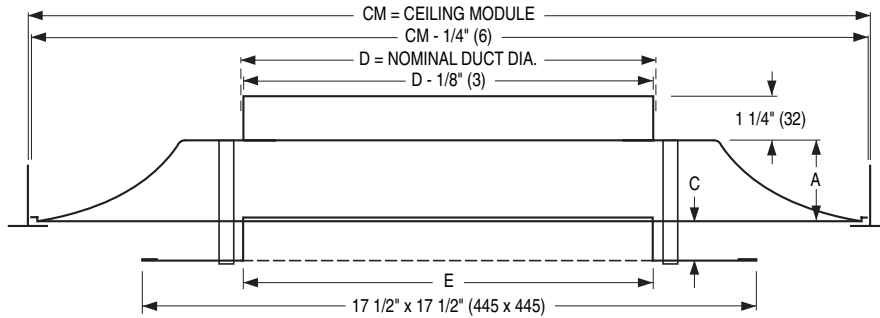 CM = CEILING MODULE
CM - 1/4" (6)
D = NOMINAL DUCT DIA.
D - 1/8" (3)
1 1/4" (32)
C
A
E
17 1/2" x 17 1/2" (445 x 445)